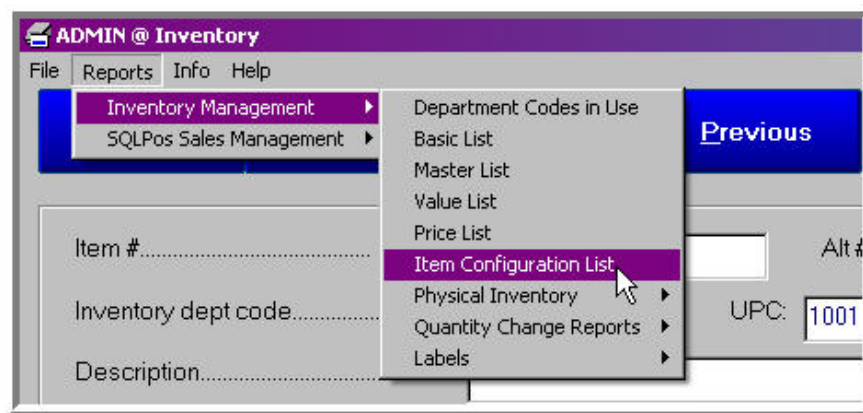 ADMIN @ Inventory
File Reports Info Help
Inventory Management
SQLPos Sales Management
Department Codes in Use
Basic List
Master List
Value List
Price List
Item Configuration List
Physical Inventory
Quantity Change Reports
Labels
Previous
Item #................................... Alt #
Inventory dept code............. UPC: 1001
Description...........................